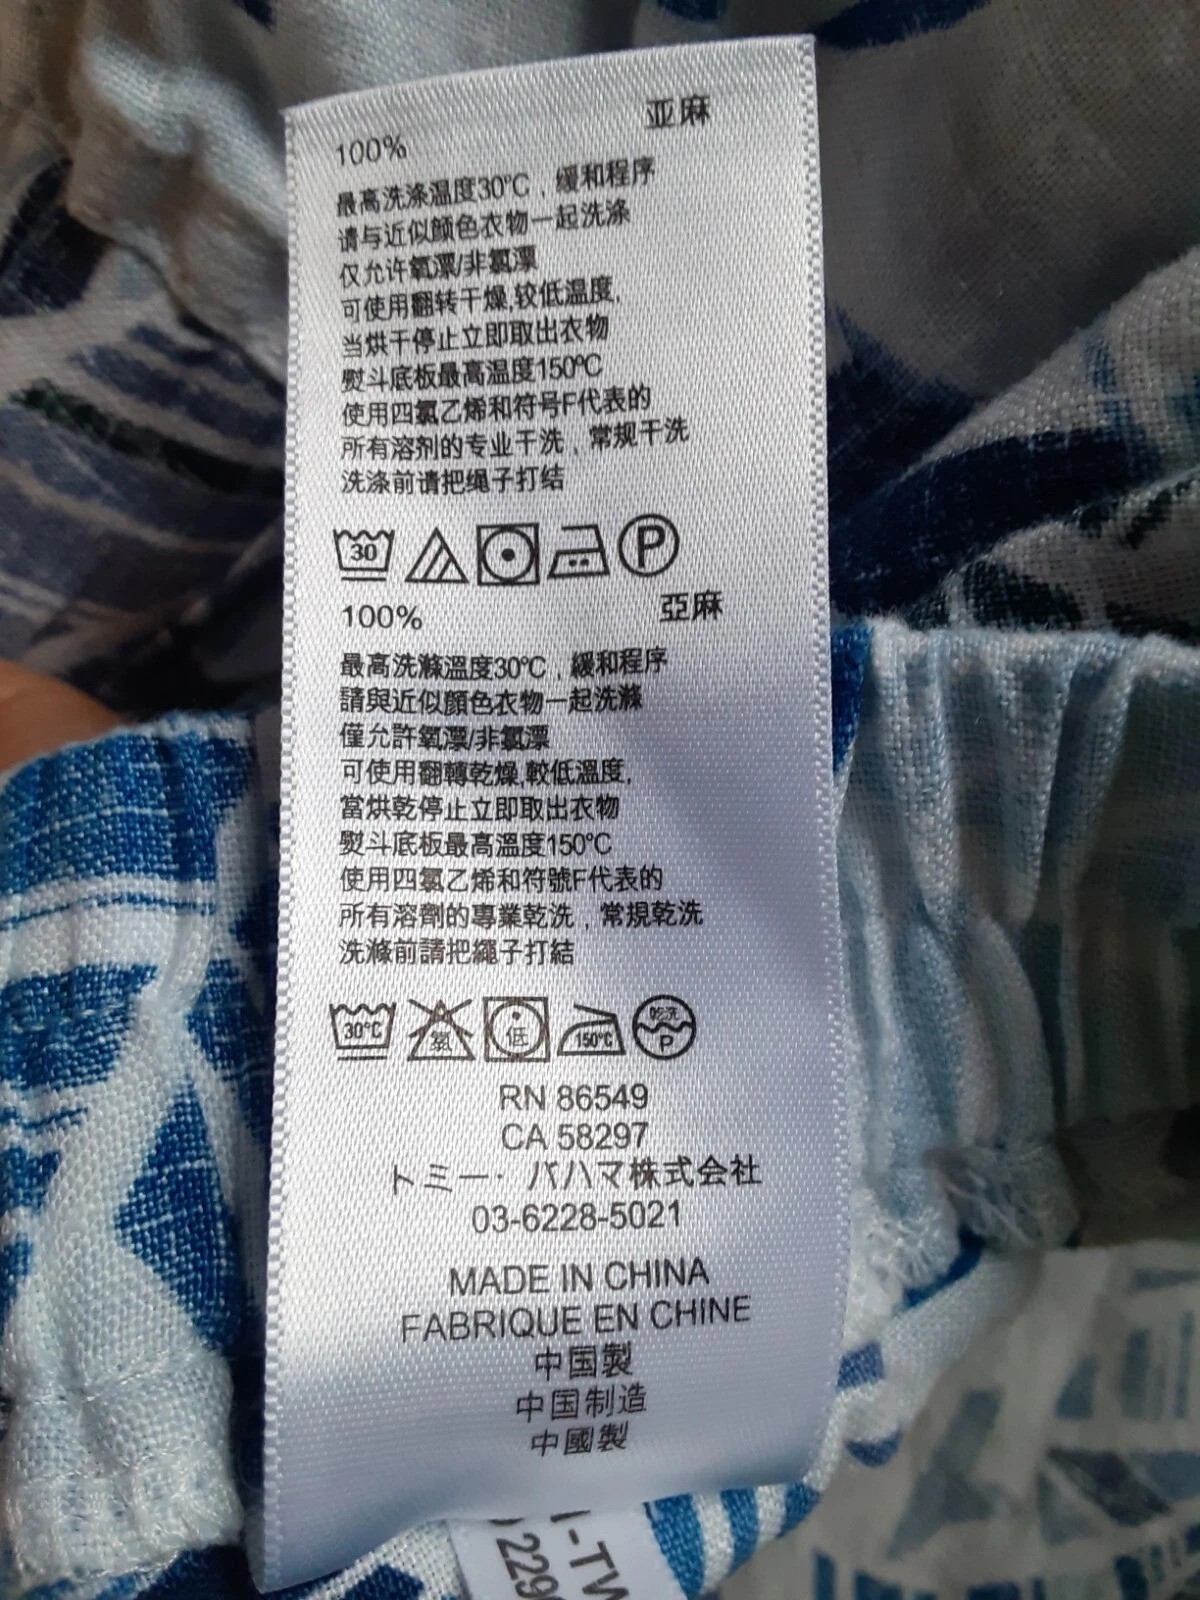 100% 亚麻
最高洗涤温度30℃，缓和程序
请与近似颜色衣物一起洗涤
仅允许氧漂/非氯漂
可使用翻转干燥,较低温度,
当烘干停止立即取出衣物
熨斗底板最高温度150℃
使用四氯乙烯和符号F代表的
所有溶剂的专业干洗，常规干洗
洗涤前请把绳子打结
30 P
100% 亞麻
最高洗滌溫度30℃，緩和程序
請與近似顏色衣物一起洗滌
僅允許氧漂/非氯漂
可使用翻轉乾燥,較低溫度,
當烘乾停止立即取出衣物
熨斗底板最高溫度150℃
使用四氯乙烯和符號F代表的
所有溶劑的專業乾洗，常規乾洗
洗滌前請把繩子打結
30℃ 氯 低 150℃ 乾洗 P
RN 86549
CA 58297
トミー・バハマ株式会社
03-6228-5021
MADE IN CHINA
FABRIQUE EN CHINE
中国製
中国制造
中國製